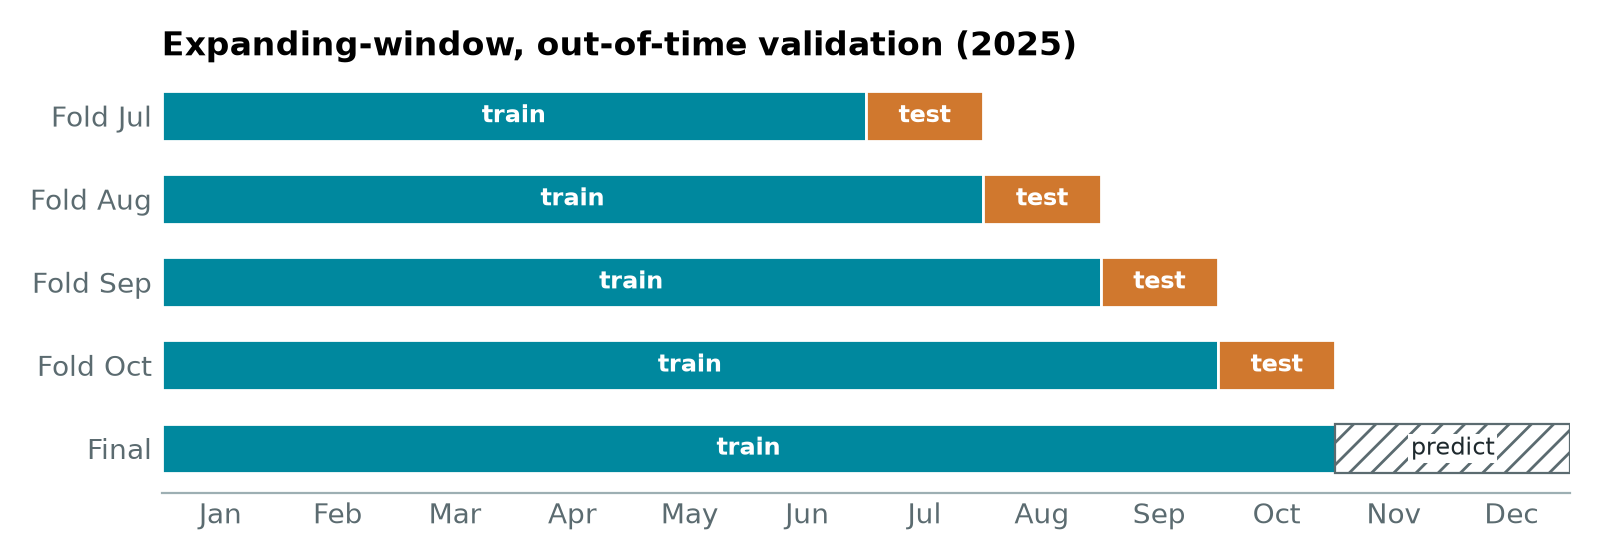 Expanding-window, out-of-time validation (2025)
Fold Jul train test
Fold Aug train test
Fold Sep train test
Fold Oct train test
Final train predict
Jan Feb Mar Apr May Jun Jul Aug Sep Oct Nov Dec